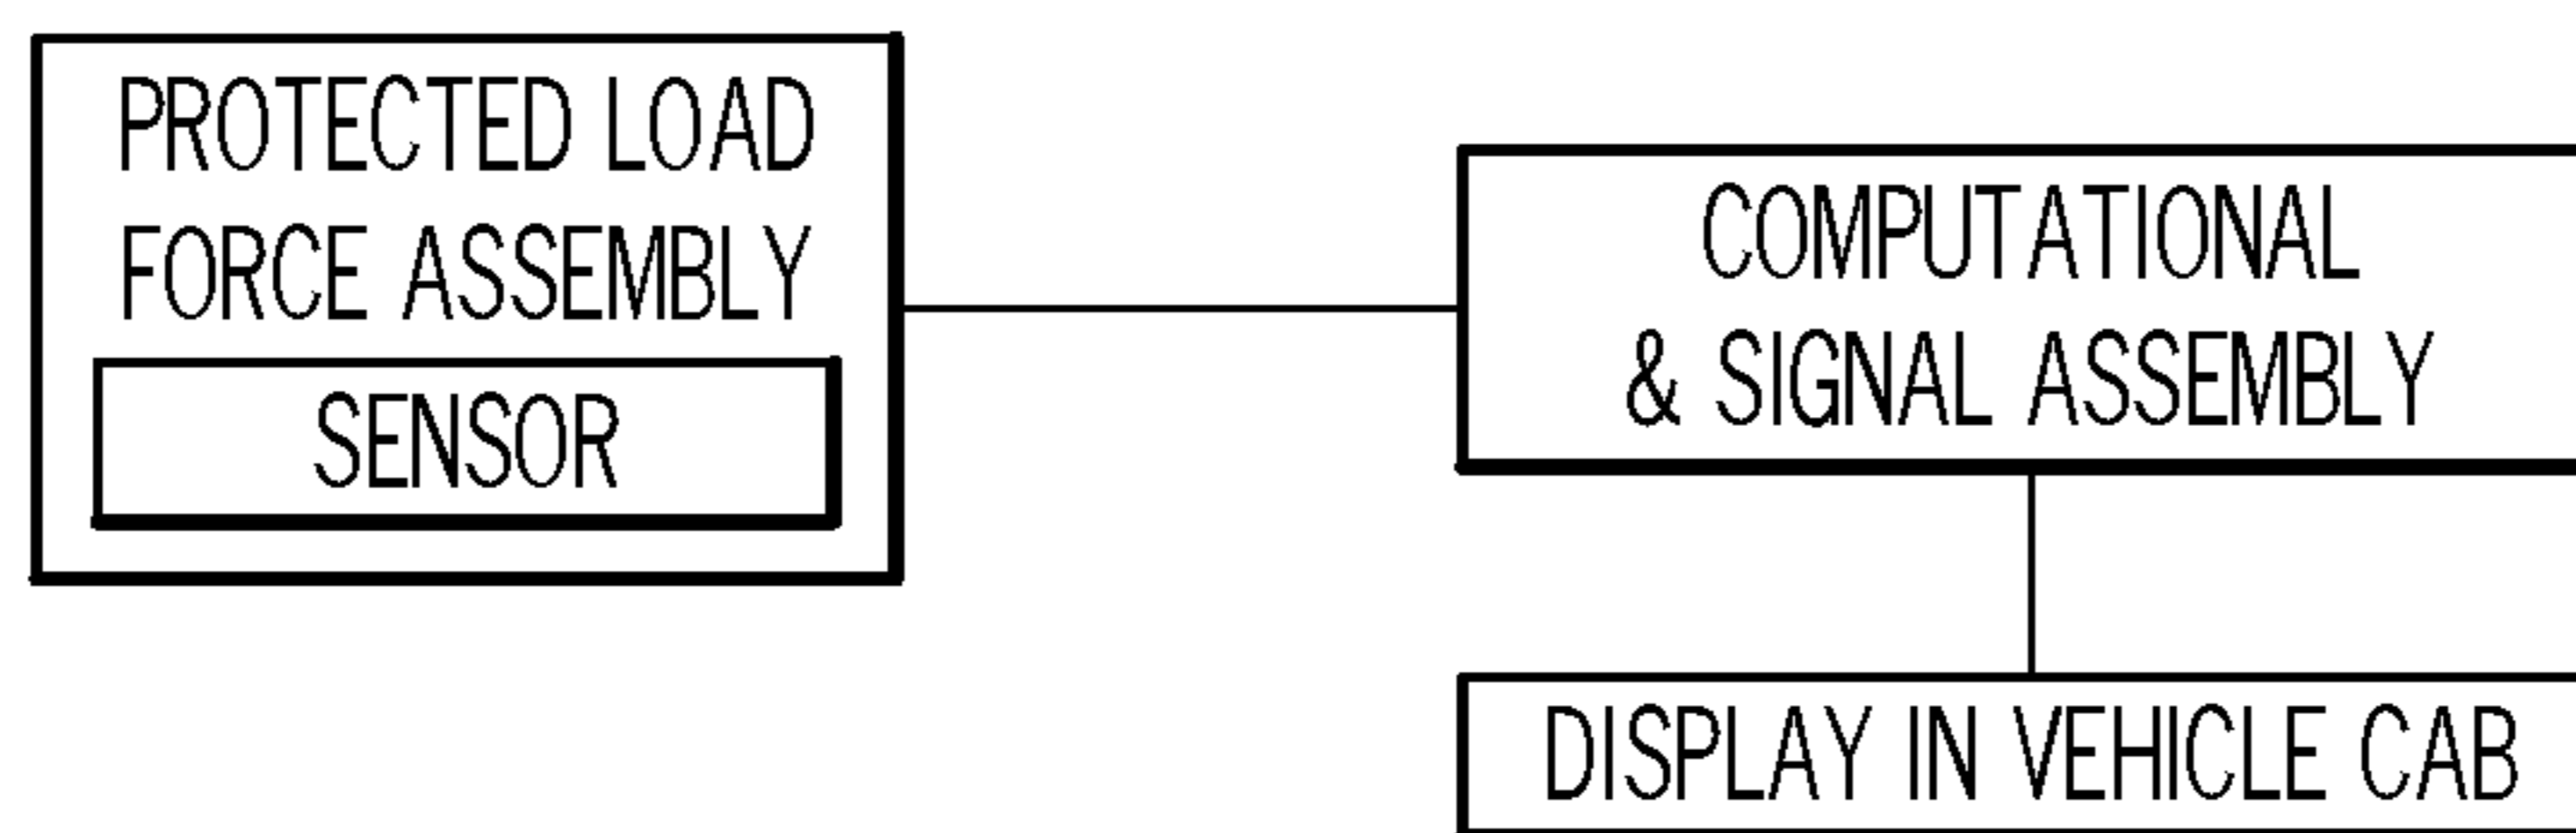 PROTECTED LOAD
FORCE ASSEMBLY
SENSOR
COMPUTATIONAL
& SIGNAL ASSEMBLY
DISPLAY IN VEHICLE CAB